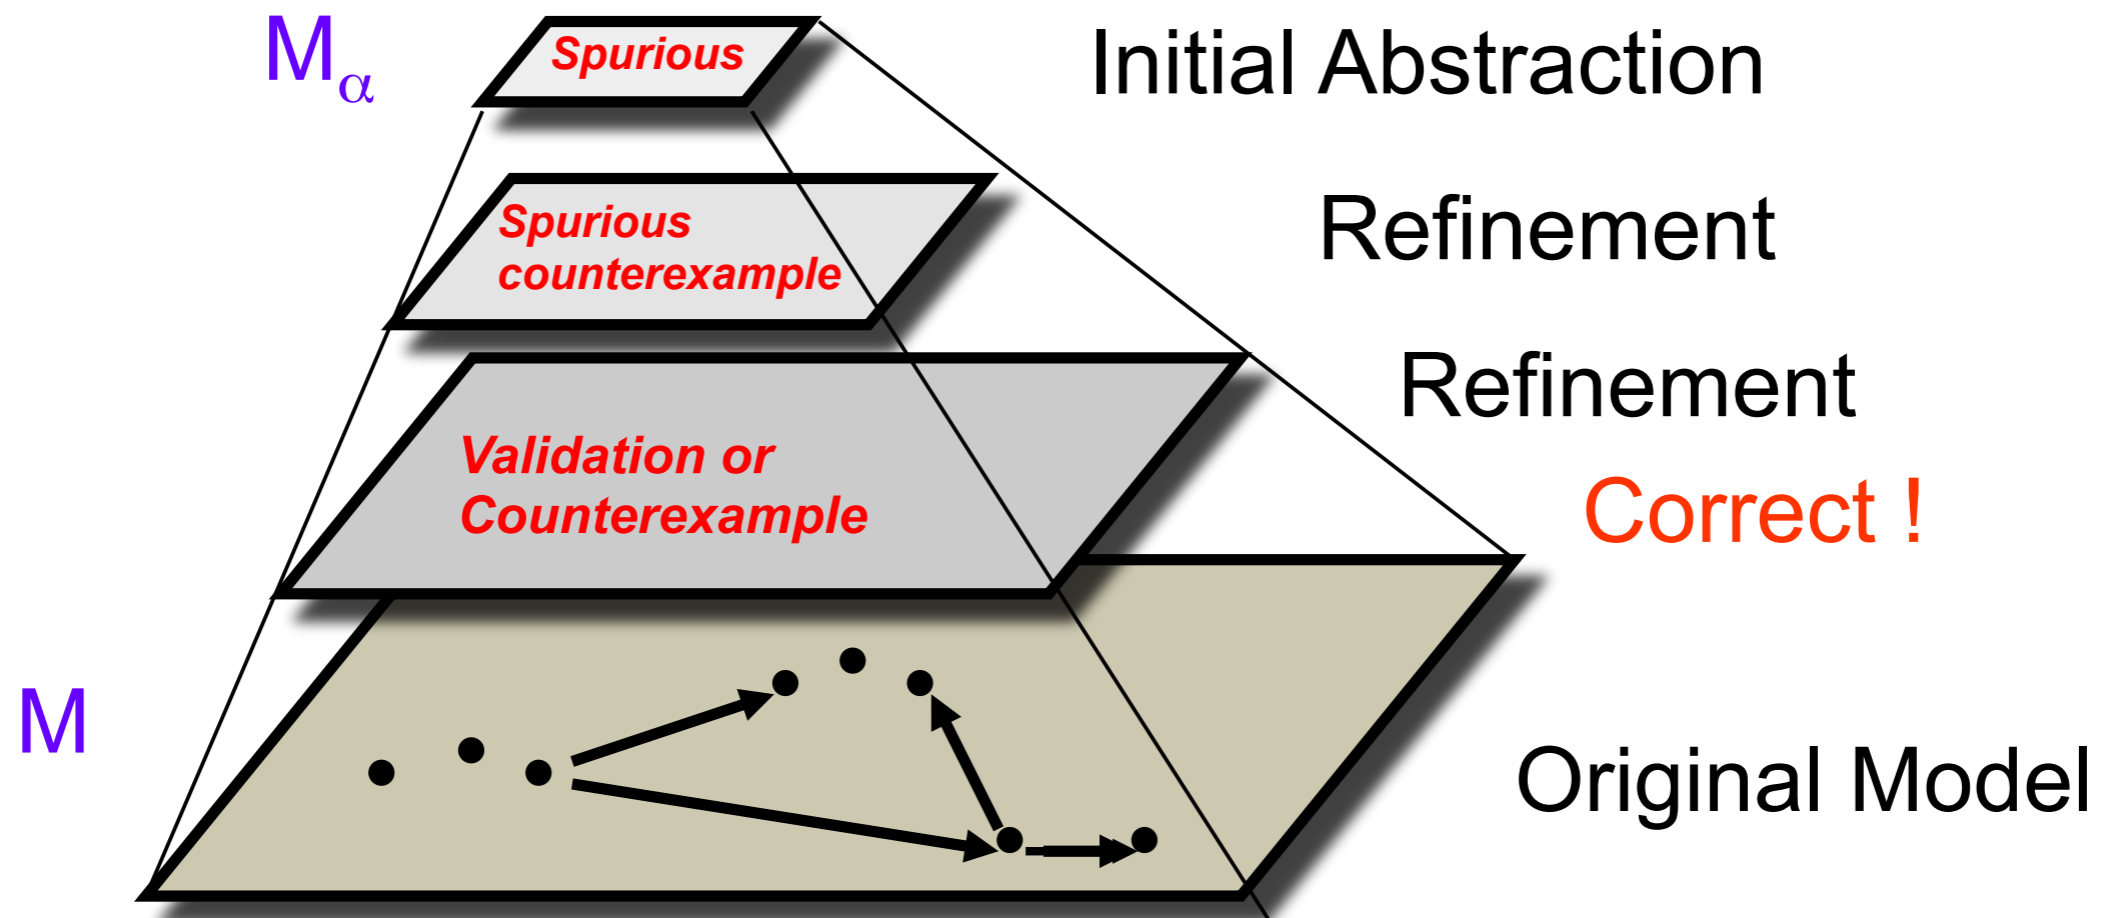 Mα
Spurious
Initial Abstraction
Spurious
counterexample
Refinement
Refinement
Validation or
Counterexample
Correct !
M
Original Model